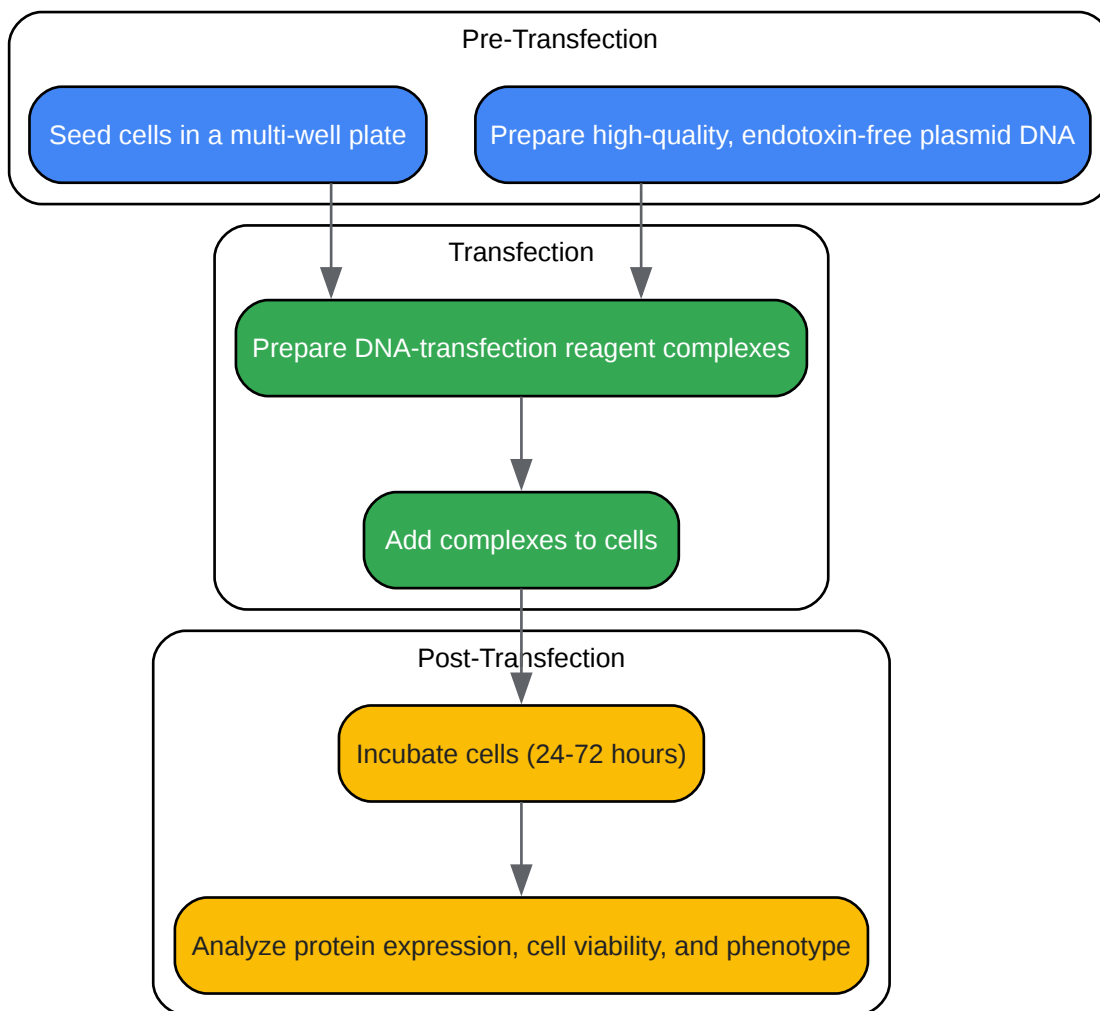 Pre-Transfection
Seed cells in a multi-well plate
Prepare high-quality, endotoxin-free plasmid DNA
Transfection
Prepare DNA-transfection reagent complexes
Add complexes to cells
Post-Transfection
Incubate cells (24-72 hours)
Analyze protein expression, cell viability, and phenotype